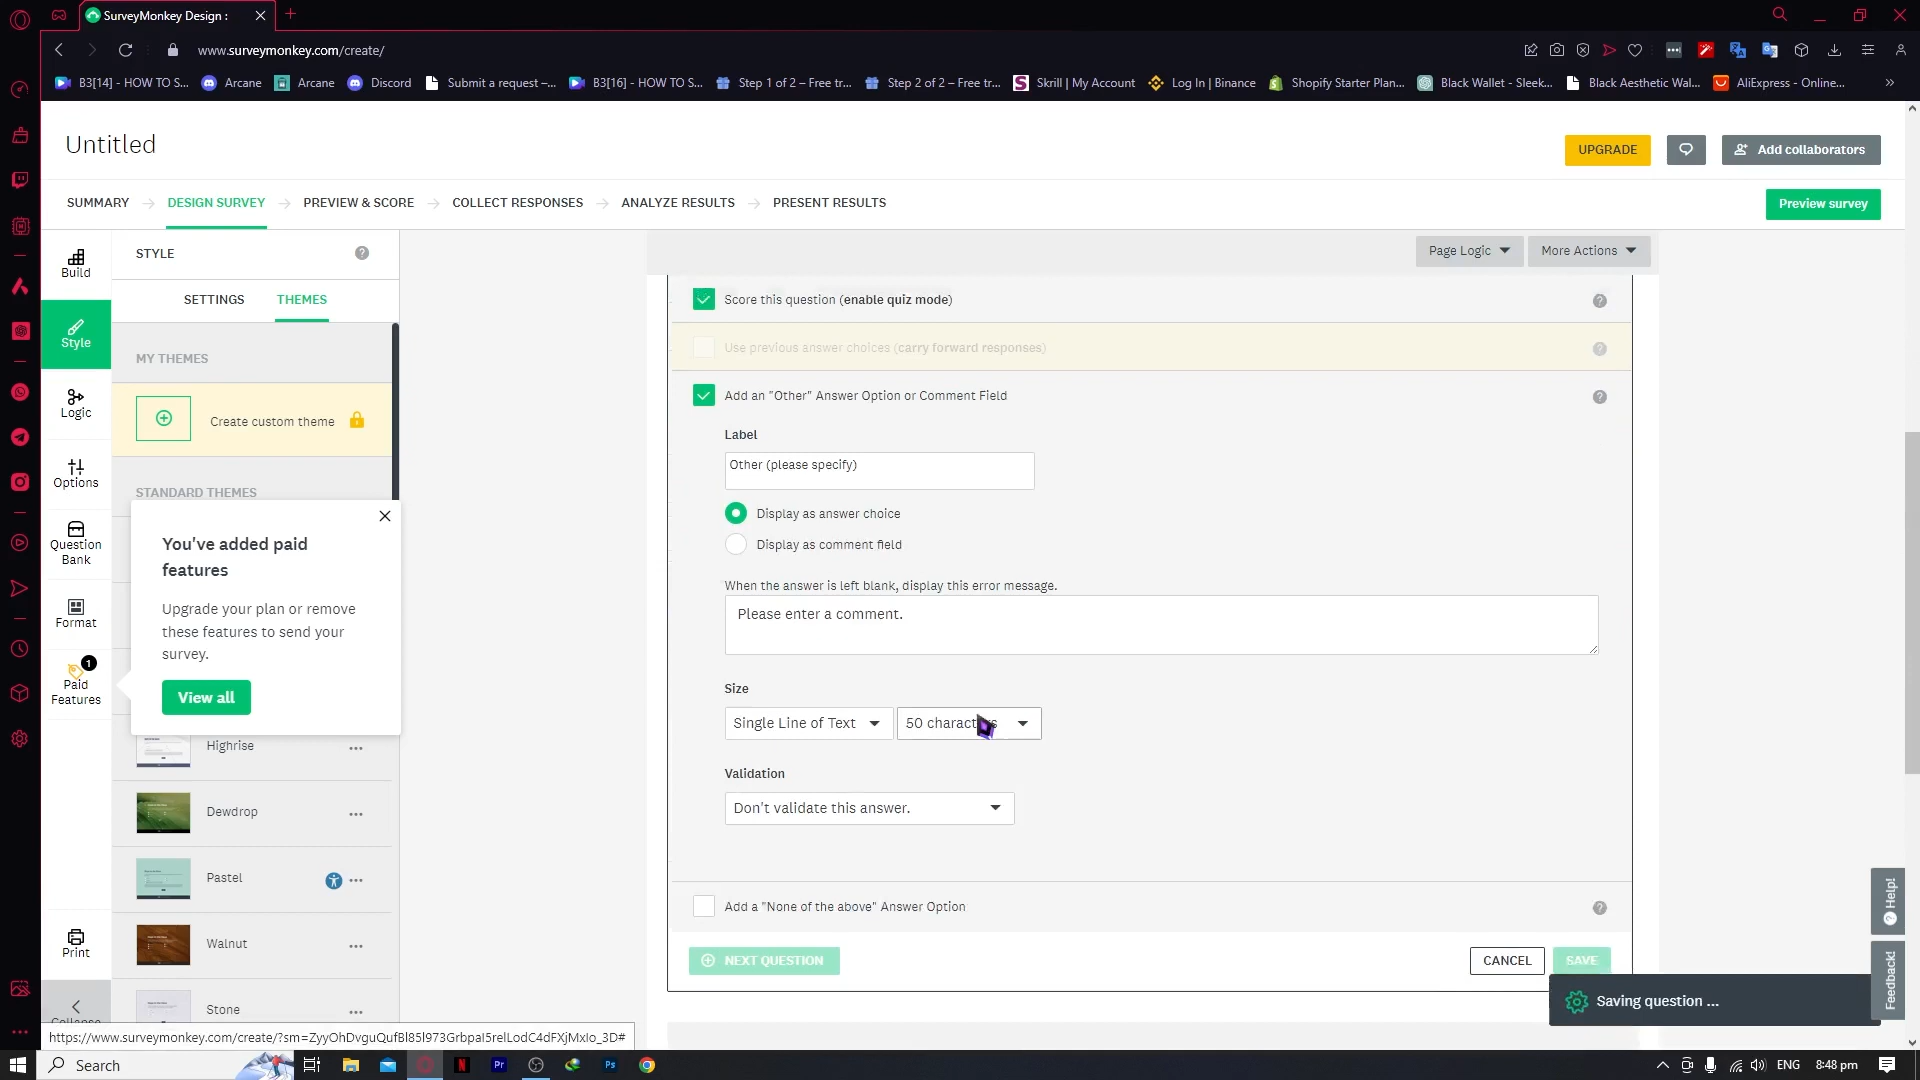 SurveyMonkey Design :
www.surveymonkey.com/create/
B3[14] - HOW TO S...
Arcane
Arcane
Discord
Submit a request –...
B3[16] - HOW TO S...
Step 1 of 2 – Free tr...
Step 2 of 2 – Free tr...
Skrill | My Account
Log In | Binance
Shopify Starter Plan...
Black Wallet - Sleek...
Black Aesthetic Wal...
AliExpress - Online...
Untitled
UPGRADE
Add collaborators
SUMMARY
DESIGN SURVEY
PREVIEW & SCORE
COLLECT RESPONSES
ANALYZE RESULTS
PRESENT RESULTS
Preview survey
Build
Style
Logic
Options
Question
Bank
Format
1
Paid
Features
Print
Collapse
STYLE
SETTINGS
THEMES
MY THEMES
Create custom theme
STANDARD THEMES
You've added paid
features
Upgrade your plan or remove
these features to send your
survey.
View all
Highrise
Dewdrop
Pastel
Walnut
Stone
Page Logic
More Actions
Score this question (enable quiz mode)
Use previous answer choices (carry forward responses)
Add an "Other" Answer Option or Comment Field
Label
Other (please specify)
Display as answer choice
Display as comment field
When the answer is left blank, display this error message.
Please enter a comment.
Size
Single Line of Text
50 characters
Validation
Don't validate this answer.
Add a "None of the above" Answer Option
NEXT QUESTION
CANCEL
SAVE
Saving question ...
Help!
Feedback!
Search
ENG
8:48 pm